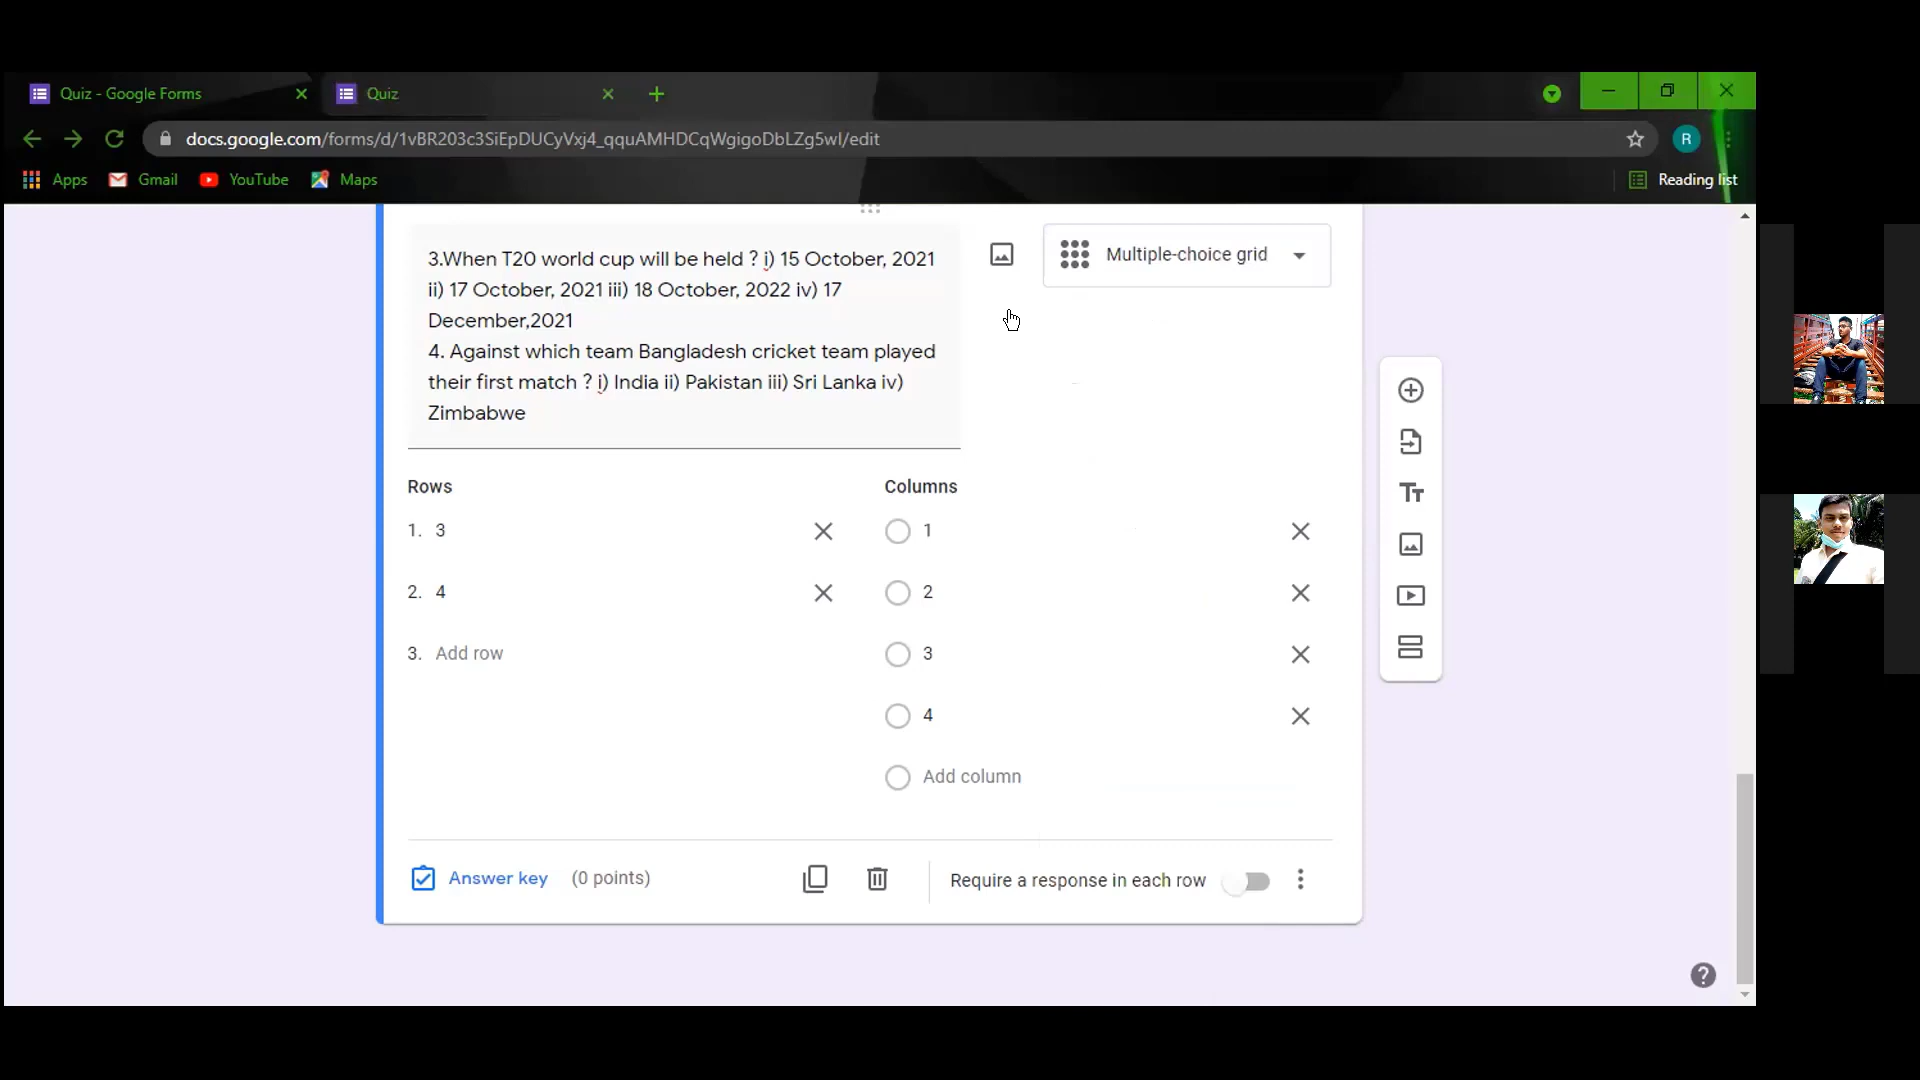 Quiz - Google Forms
Quiz
docs.google.com/forms/d/1vBR203c3SiEpDUCyVxj4_qquAMHDCqWgigoDbLZg5wI/edit
R
Apps
Gmail
YouTube
Maps
Reading list
3.When T20 world cup will be held ? i) 15 October, 2021
ii) 17 October, 2021 iii) 18 October, 2022 iv) 17
December,2021
4. Against which team Bangladesh cricket team played
their first match ? i) India ii) Pakistan iii) Sri Lanka iv)
Zimbabwe
Multiple-choice grid
Rows
1. 3
2. 4
3. Add row
Columns
1
2
3
4
Add column
Answer key (0 points)
Require a response in each row